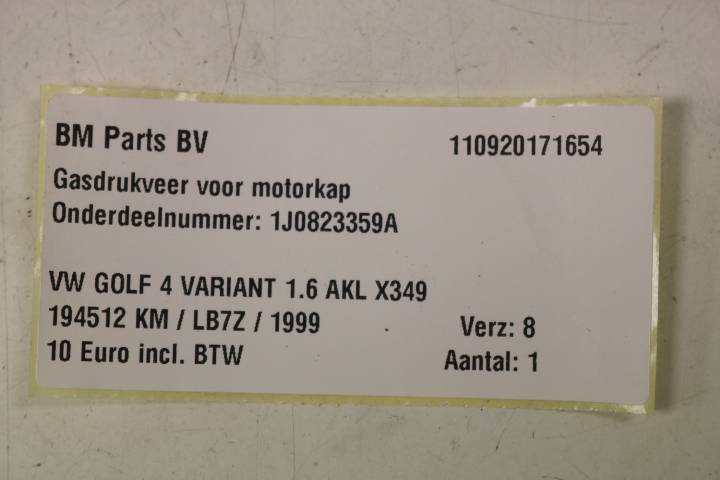 BM Parts BV 110920171654
Gasdrukveer voor motorkap
Onderdeelnummer: 1J0823359A
VW GOLF 4 VARIANT 1.6 AKL X349
194512 KM / LB7Z / 1999 Verz: 8
10 Euro incl. BTW Aantal: 1